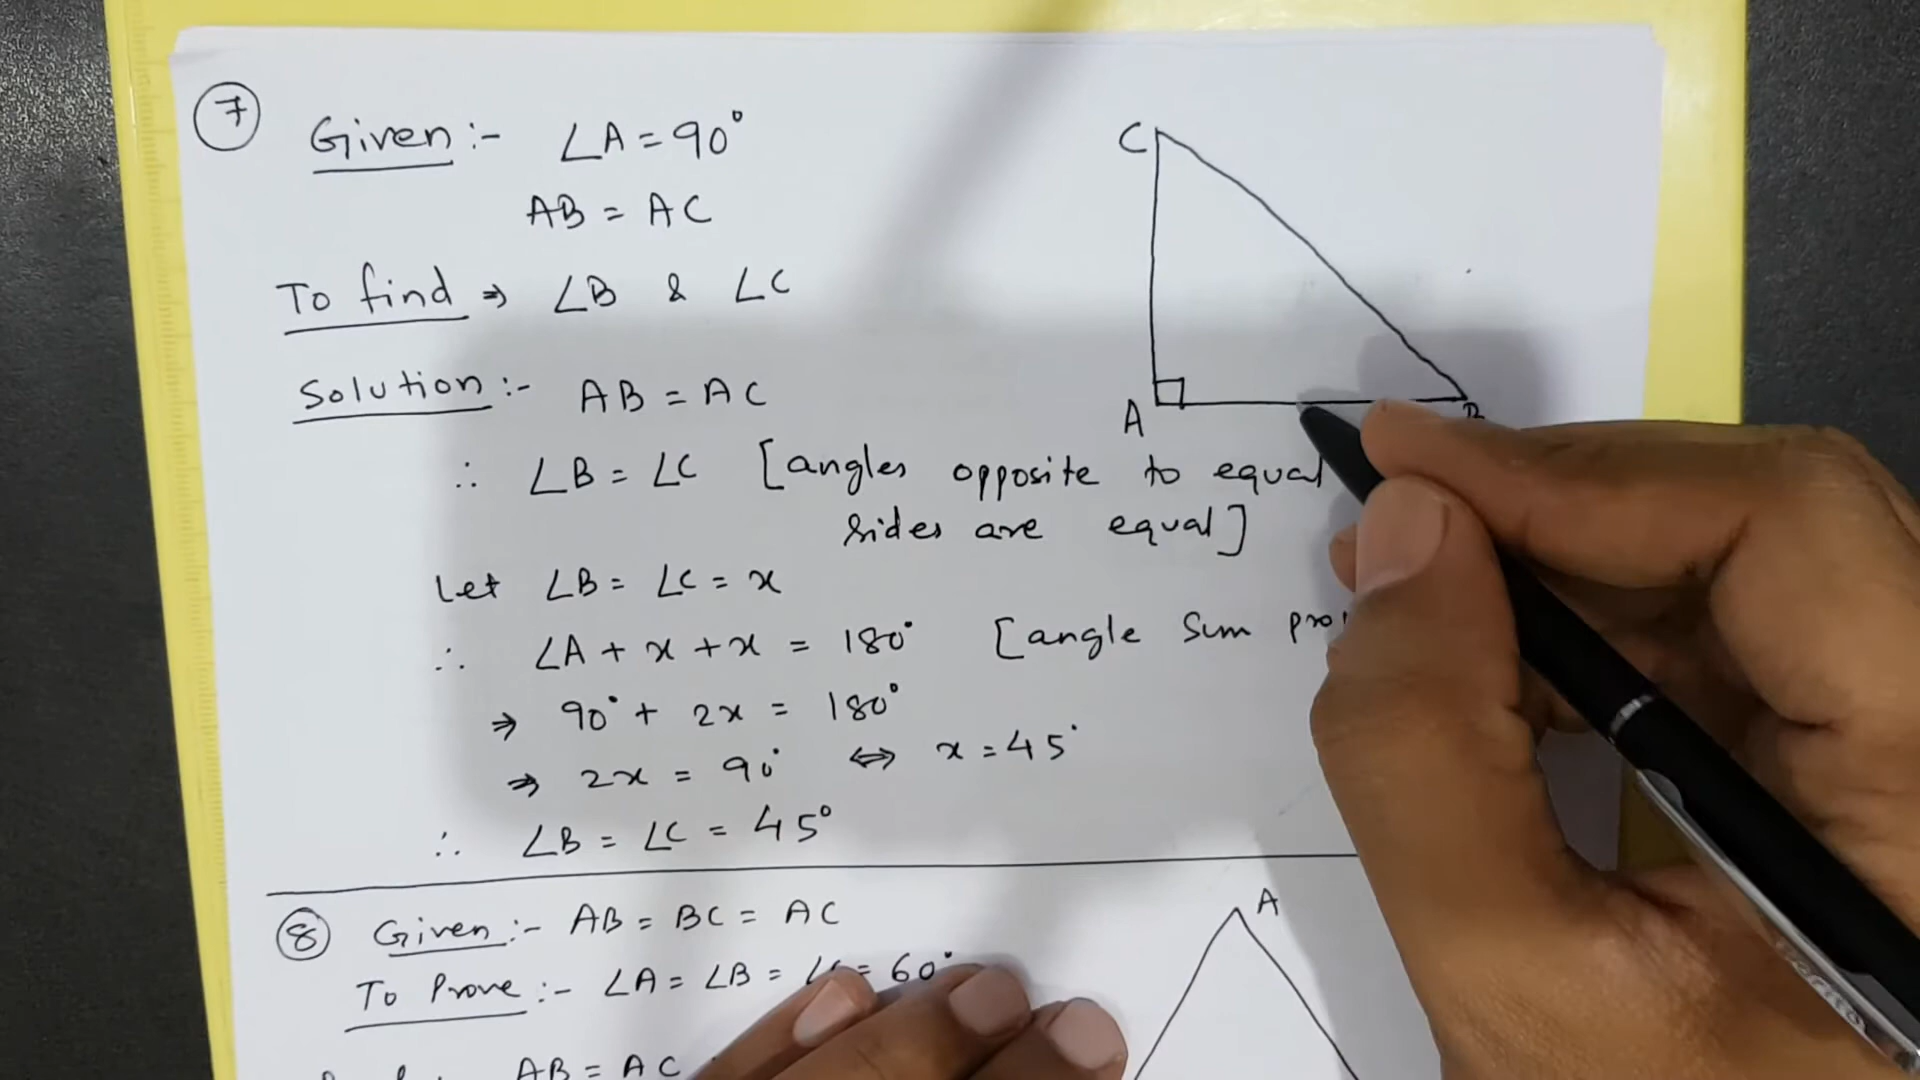 7 Given :- ∠A = 90°
AB = AC
To find ⇒ ∠B & ∠C
Solution :- AB = AC
∴ ∠B = ∠C [angles opposite to equal
sides are equal]
Let ∠B = ∠C = x
∴ ∠A + x + x = 180° [angle sum
⇒ 90° + 2x = 180°
⇒ 2x = 90° ⇔ x = 45°
∴ ∠B = ∠C = 45°
C
A
B
8 Given :- AB = BC = AC
To Prove :- ∠A = ∠B = ∠C = 60°
AB = AC
A